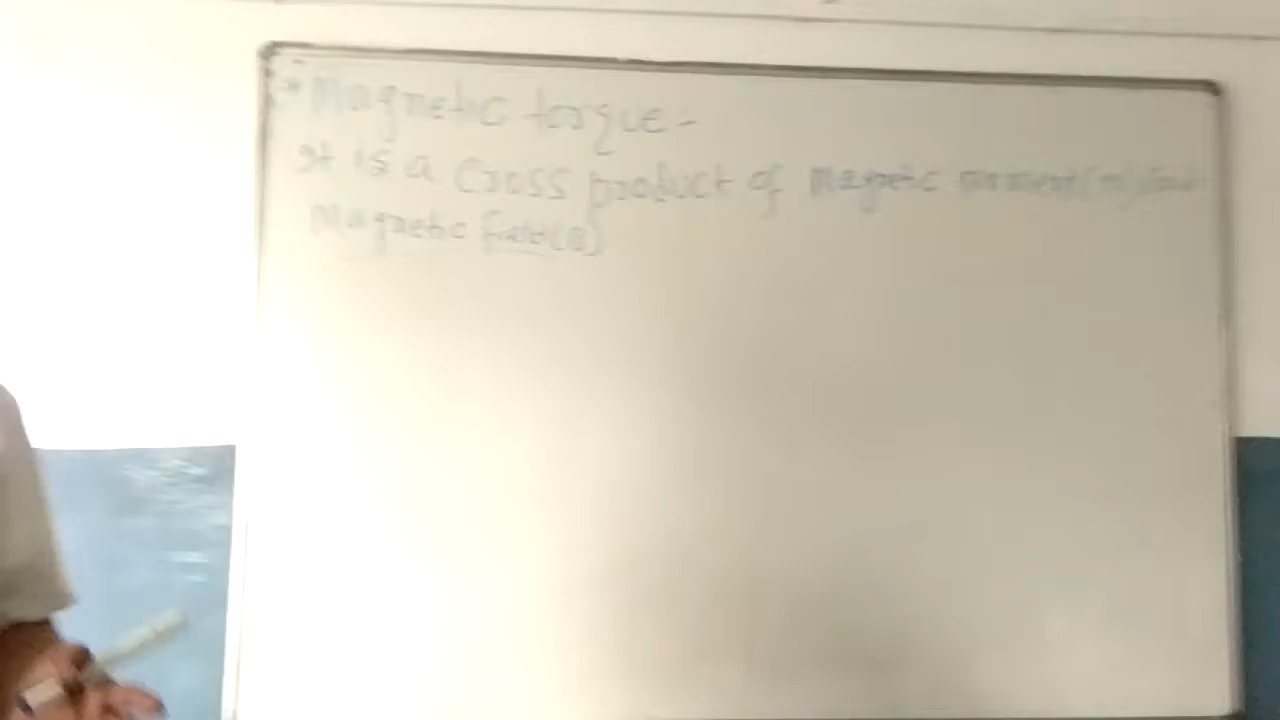 * Magnetic torque -
It is a cross product of magnetic moment(m) and
Magnetic field(B)